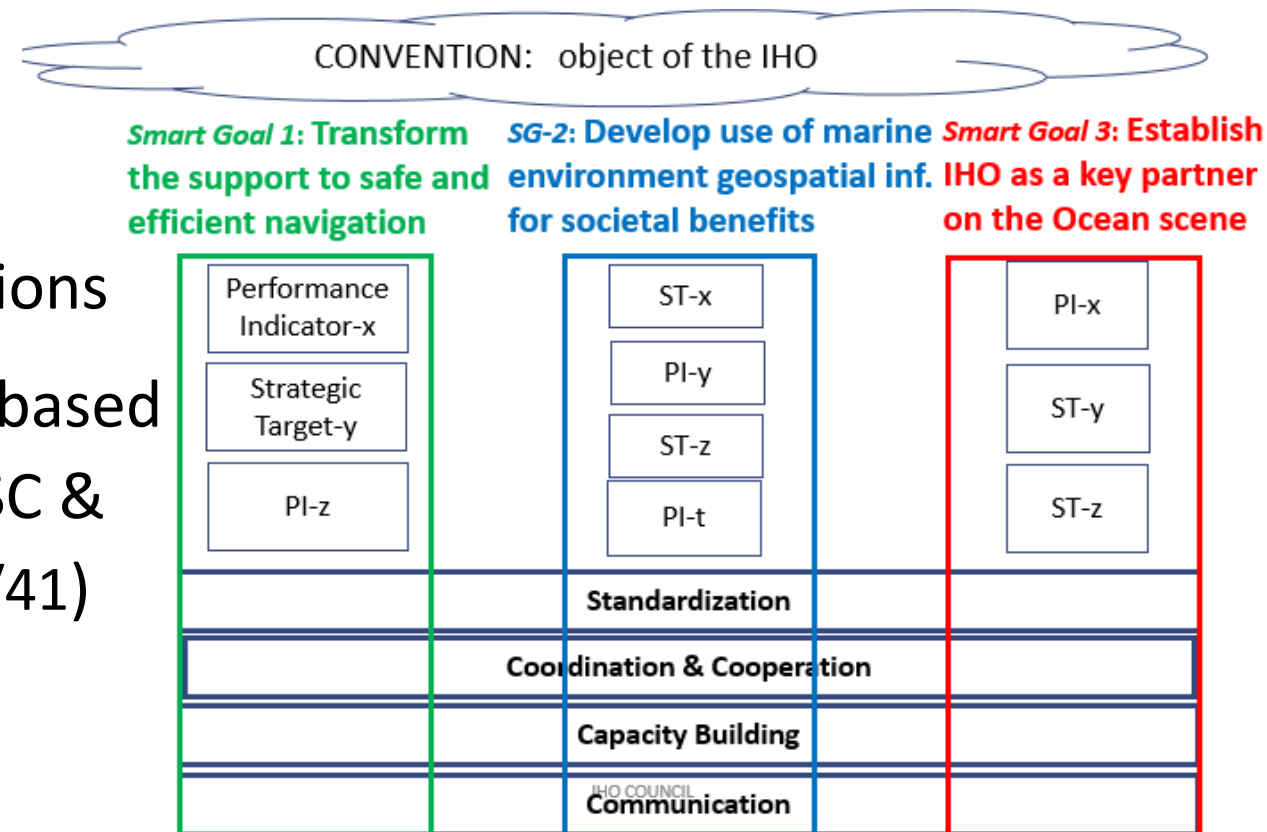 CONVENTION: object of the IHO
Smart Goal 1: Transform
the support to safe and
efficient navigation
SG-2: Develop use of marine
environment geospatial inf.
for societal benefits
Smart Goal 3: Establish
IHO as a key partner
on the Ocean scene
ions
based
SC &
/41)
Performance
Indicator-x
Strategic
Target-y
PI-z
ST-x
PI-y
ST-z
PI-t
PI-x
ST-y
ST-z
Standardization
Coordination & Cooperation
Capacity Building
IHO COUNCIL
Communication